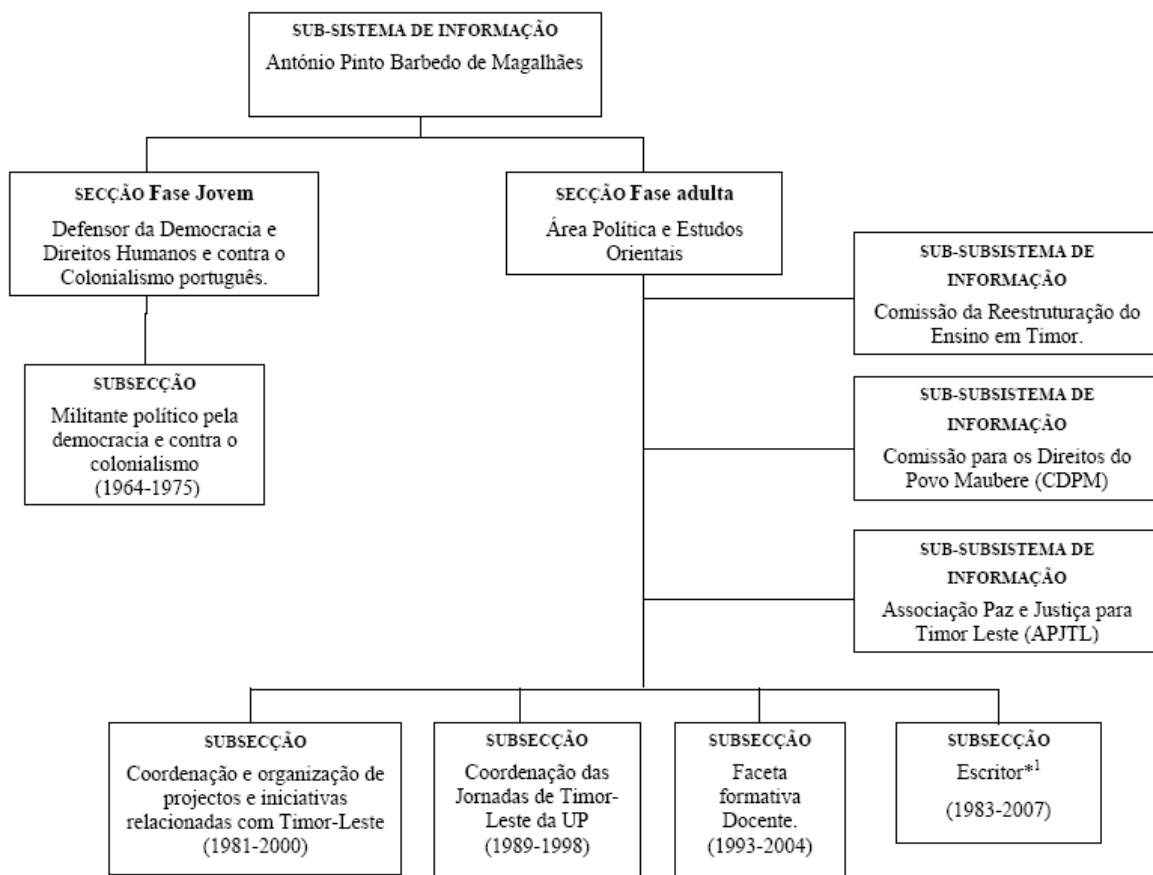 SUB-SISTEMA DE INFORMAÇÃO
António Pinto Barbedo de Magalhães
SECÇÃO Fase Jovem
Defensor da Democracia e
Direitos Humanos e contra o
Colonialismo português.
SECÇÃO Fase adulta
Área Política e Estudos
Orientais
SUB-SUBSISTEMA DE
INFORMAÇÃO
Comissão da Reestruturação do
Ensino em Timor.
SUBSECÇÃO
Militante político pela
democracia e contra o
colonialismo
(1964-1975)
SUB-SUBSISTEMA DE
INFORMAÇÃO
Comissão para os Direitos do
Povo Maubere (CDPM)
SUB-SUBSISTEMA DE
INFORMAÇÃO
Associação Paz e Justiça para
Timor Leste (APJTL)
SUBSECÇÃO
Coordenação e organização de
projectos e iniciativas
relacionadas com Timor-Leste
(1981-2000)
SUBSECÇÃO
Coordenação das
Jornadas de Timor-
Leste da UP
(1989-1998)
SUBSECÇÃO
Faceta
formativa
Docente.
(1993-2004)
SUBSECÇÃO
Escritor*¹
(1983-2007)